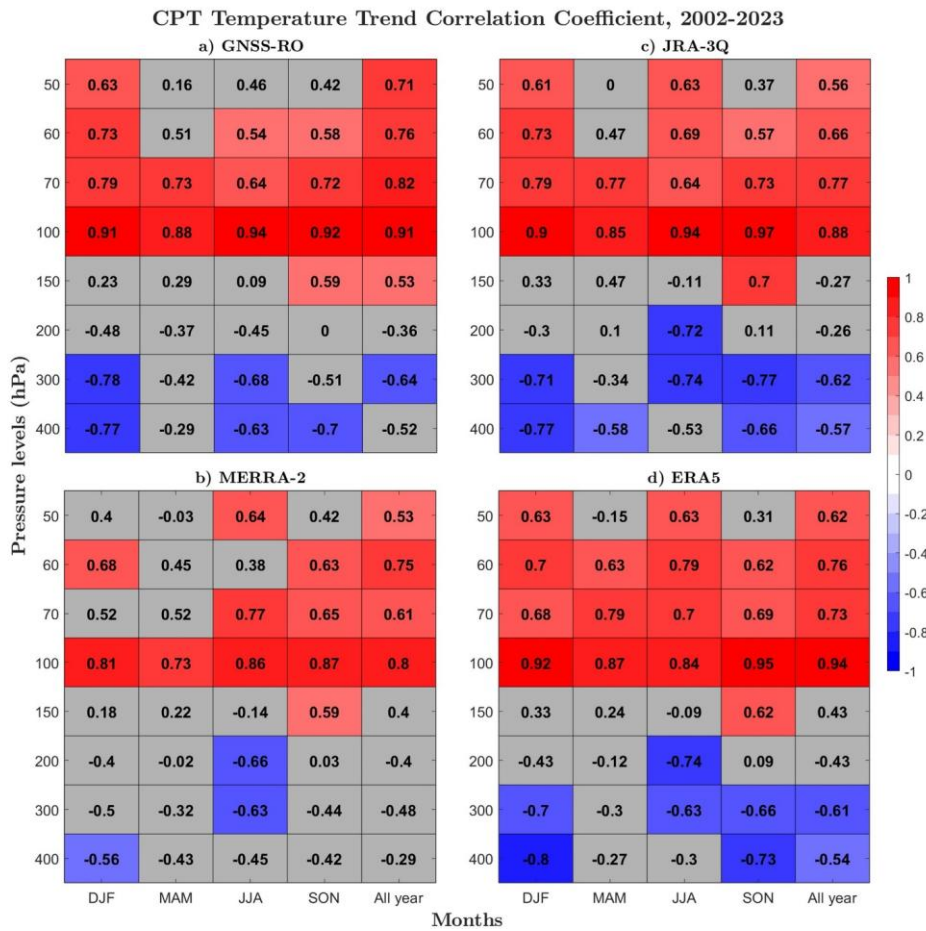 CPT Temperature Trend Correlation Coefficient, 2002-2023
a) GNSS-RO
50 0.63 0.16 0.46 0.42 0.71
60 0.73 0.51 0.54 0.58 0.76
70 0.79 0.73 0.64 0.72 0.82
100 0.91 0.88 0.94 0.92 0.91
150 0.23 0.29 0.09 0.59 0.53
200 -0.48 -0.37 -0.45 0 -0.36
300 -0.78 -0.42 -0.68 -0.51 -0.64
400 -0.77 -0.29 -0.63 -0.7 -0.52
c) JRA-3Q
50 0.61 0 0.63 0.37 0.56
60 0.73 0.47 0.69 0.57 0.66
70 0.79 0.77 0.64 0.73 0.77
100 0.9 0.85 0.94 0.97 0.88
150 0.33 0.47 -0.11 0.7 -0.27
200 -0.3 0.1 -0.72 0.11 -0.26
300 -0.71 -0.34 -0.74 -0.77 -0.62
400 -0.77 -0.58 -0.53 -0.66 -0.57
b) MERRA-2
50 0.4 -0.03 0.64 0.42 0.53
60 0.68 0.45 0.38 0.63 0.75
70 0.52 0.52 0.77 0.65 0.61
100 0.81 0.73 0.86 0.87 0.8
150 0.18 0.22 -0.14 0.59 0.4
200 -0.4 -0.02 -0.66 0.03 -0.4
300 -0.5 -0.32 -0.63 -0.44 -0.48
400 -0.56 -0.43 -0.45 -0.42 -0.29
DJF MAM JJA SON All year
d) ERA5
50 0.63 -0.15 0.63 0.31 0.62
60 0.7 0.63 0.79 0.62 0.76
70 0.68 0.79 0.7 0.69 0.73
100 0.92 0.87 0.84 0.95 0.94
150 0.33 0.24 -0.09 0.62 0.43
200 -0.43 -0.12 -0.74 0.09 -0.43
300 -0.7 -0.3 -0.63 -0.66 -0.61
400 -0.8 -0.27 -0.3 -0.73 -0.54
DJF MAM JJA SON All year
Pressure levels (hPa)
Months
1
0.8
0.6
0.4
0.2
0
-0.2
-0.4
-0.6
-0.8
-1